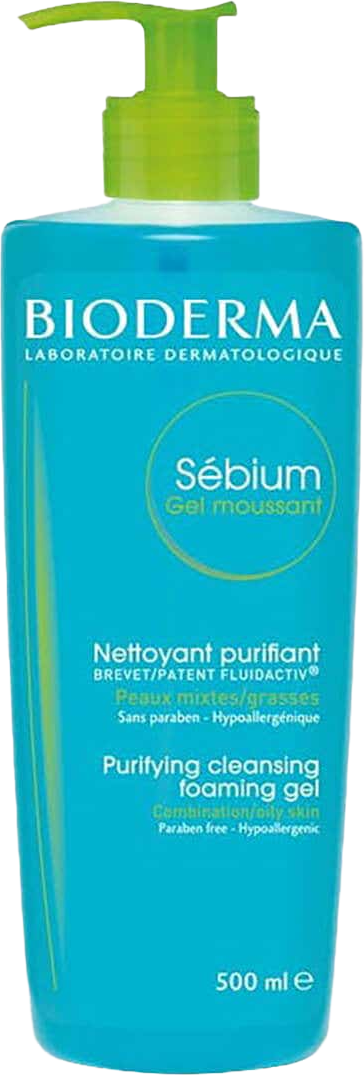 BIODERMA
LABORATOIRE DERMATOLOGIQUE
Sébium
Gel moussant
Nettoyant purifiant
BREVET/PATENT FLUIDACTIV®
Peaux mixtes/grasses
Sans paraben - Hypoallergénique
Purifying cleansing
foaming gel
Combination/oily skin
Paraben free - Hypoallergenic
500 ml ℮